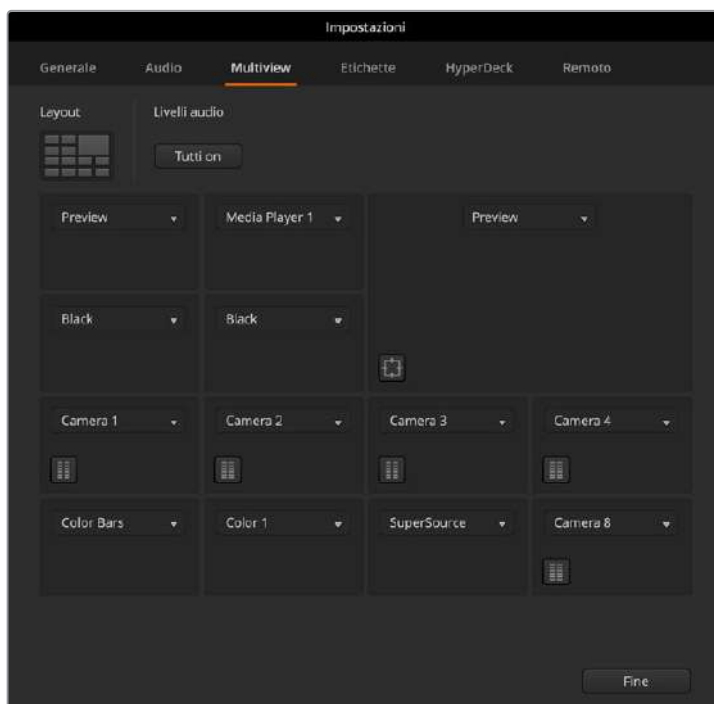 Impostazioni
Generale Audio Multiview Etichette HyperDeck Remoto
Layout Livelli audio
Tutti on
Preview Media Player 1 Preview
Black Black
Camera 1 Camera 2 Camera 3 Camera 4
Color Bars Color 1 SuperSource Camera 8
Fine